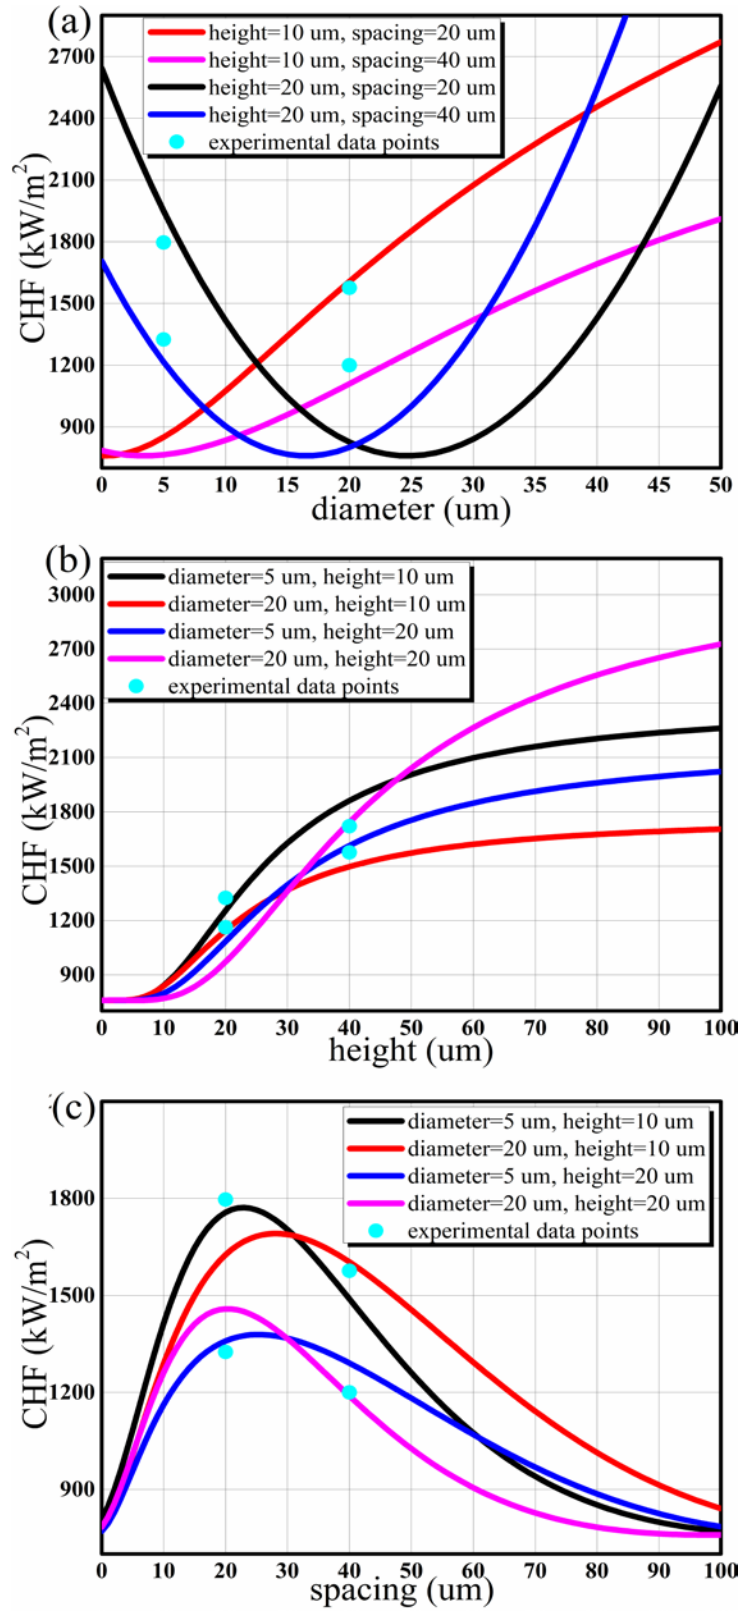 (a)
height=10 um, spacing=20 um
height=10 um, spacing=40 um
height=20 um, spacing=20 um
height=20 um, spacing=40 um
experimental data points
CHF (kW/m²)
2700
2400
2100
1800
1500
1200
900
0 5 10 15 20 25 30 35 40 45 50
diameter (um)
(b)
diameter=5 um, height=10 um
diameter=20 um, height=10 um
diameter=5 um, height=20 um
diameter=20 um, height=20 um
experimental data points
CHF (kW/m²)
3000
2700
2400
2100
1800
1500
1200
900
0 10 20 30 40 50 60 70 80 90 100
height (um)
(c)
diameter=5 um, height=10 um
diameter=20 um, height=10 um
diameter=5 um, height=20 um
diameter=20 um, height=20 um
experimental data points
CHF (kW/m²)
1800
1500
1200
900
0 10 20 30 40 50 60 70 80 90 100
spacing (um)